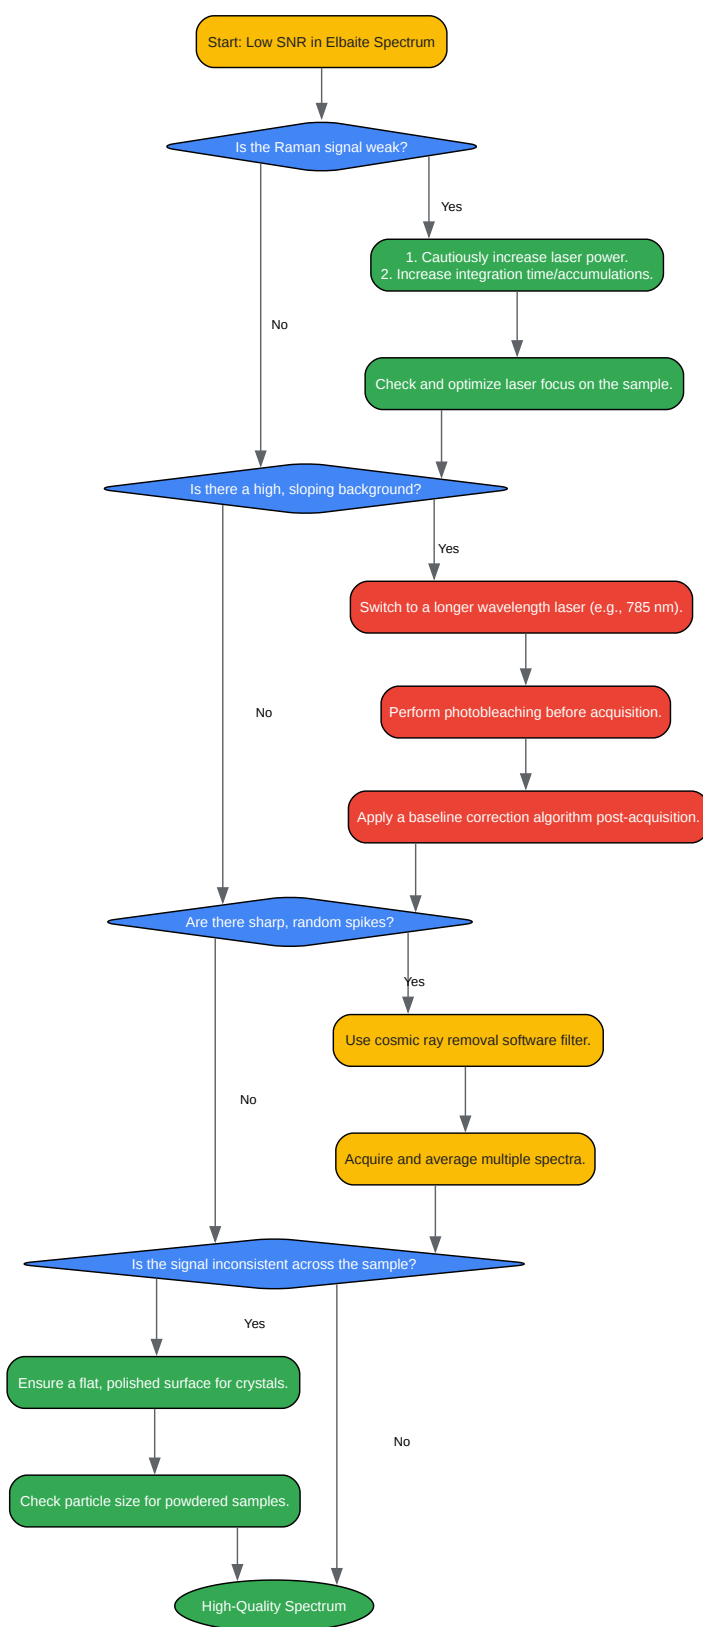 Start: Low SNR in Elbaite Spectrum
Is the Raman signal weak?
Yes
1. Cautiously increase laser power.
2. Increase integration time/accumulations.
No
Check and optimize laser focus on the sample.
Is there a high, sloping background?
Yes
Switch to a longer wavelength laser (e.g., 785 nm).
No
Perform photobleaching before acquisition.
Apply a baseline correction algorithm post-acquisition.
Are there sharp, random spikes?
Yes
Use cosmic ray removal software filter.
No
Acquire and average multiple spectra.
Is the signal inconsistent across the sample?
Yes
Ensure a flat, polished surface for crystals.
No
Check particle size for powdered samples.
High-Quality Spectrum